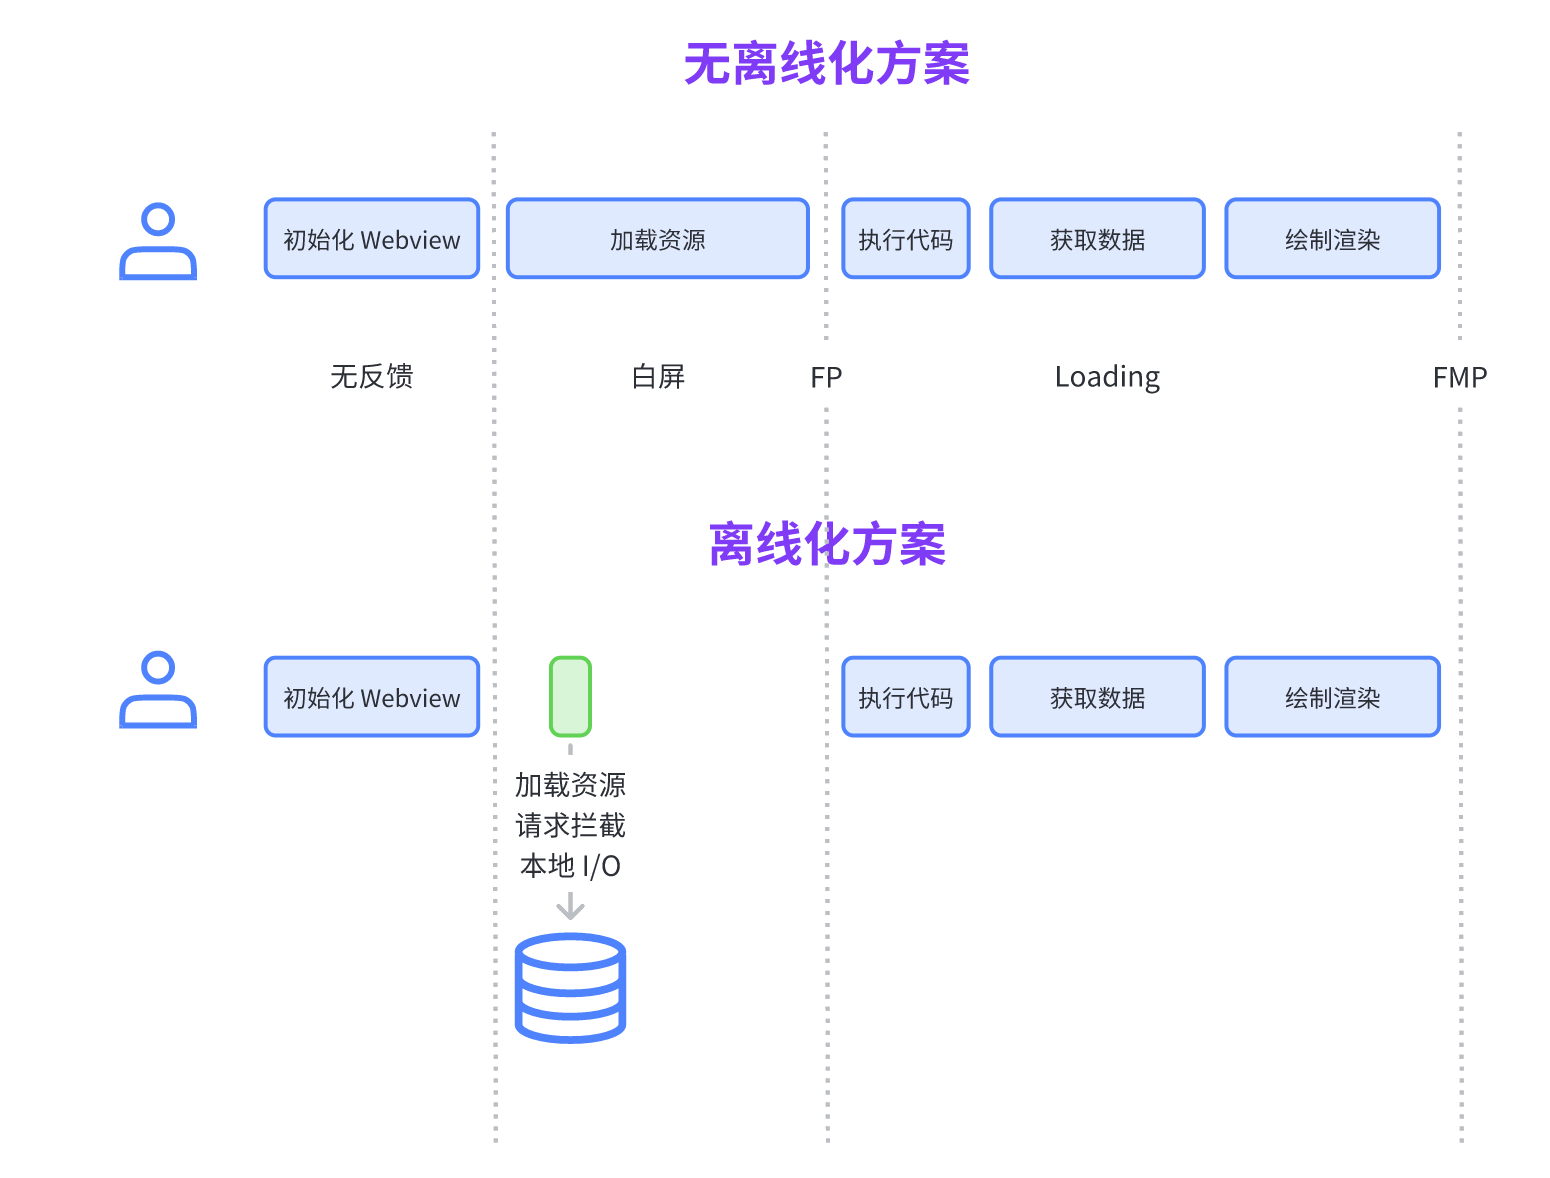 无离线化方案
初始化 Webview
加载资源
执行代码
获取数据
绘制渲染
无反馈
白屏
FP
Loading
FMP
离线化方案
初始化 Webview
执行代码
获取数据
绘制渲染
加载资源
请求拦截
本地 I/O